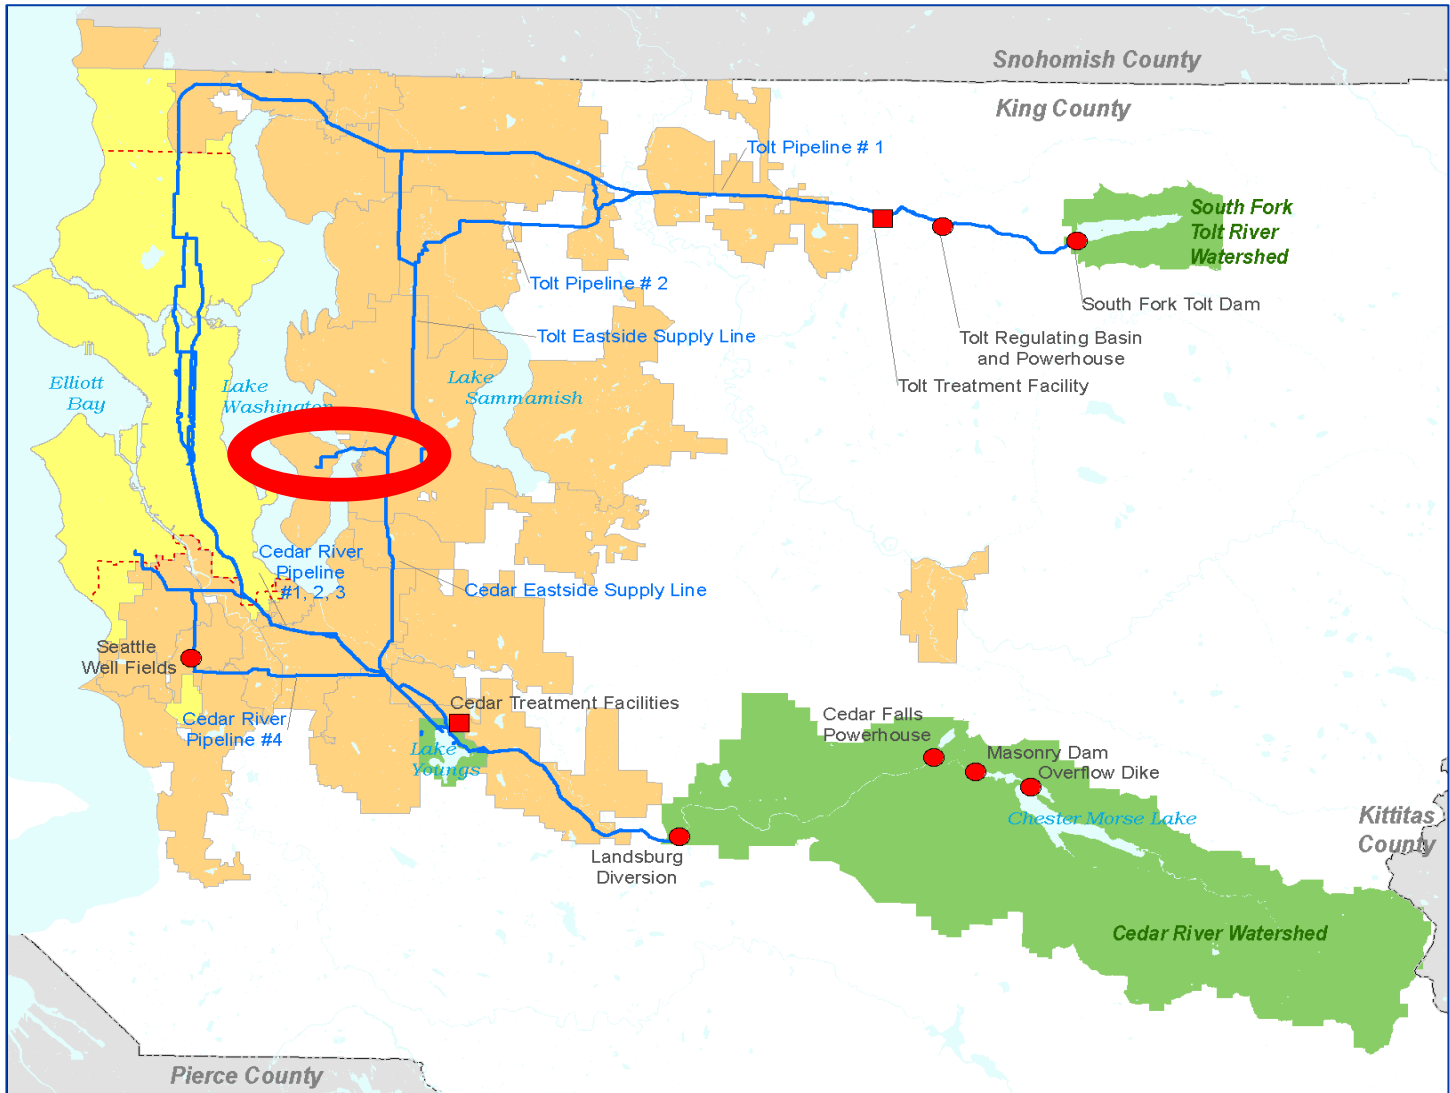 Snohomish County
King County
Tolt Pipeline # 1
South Fork
Tolt River
Watershed
Tolt Pipeline # 2
South Fork Tolt Dam
Tolt Eastside Supply Line
Tolt Regulating Basin
and Powerhouse
Tolt Treatment Facility
Elliott
Bay
Lake
Washington
Lake
Sammamish
Cedar River
Pipeline
#1, 2, 3
Cedar Eastside Supply Line
Seattle
Well Fields
Cedar River
Pipeline #4
Cedar Treatment Facilities
Lake
Youngs
Cedar Falls
Powerhouse
Masonry Dam
Overflow Dike
Chester Morse Lake
Kittitas
County
Landsburg
Diversion
Cedar River Watershed
Pierce County